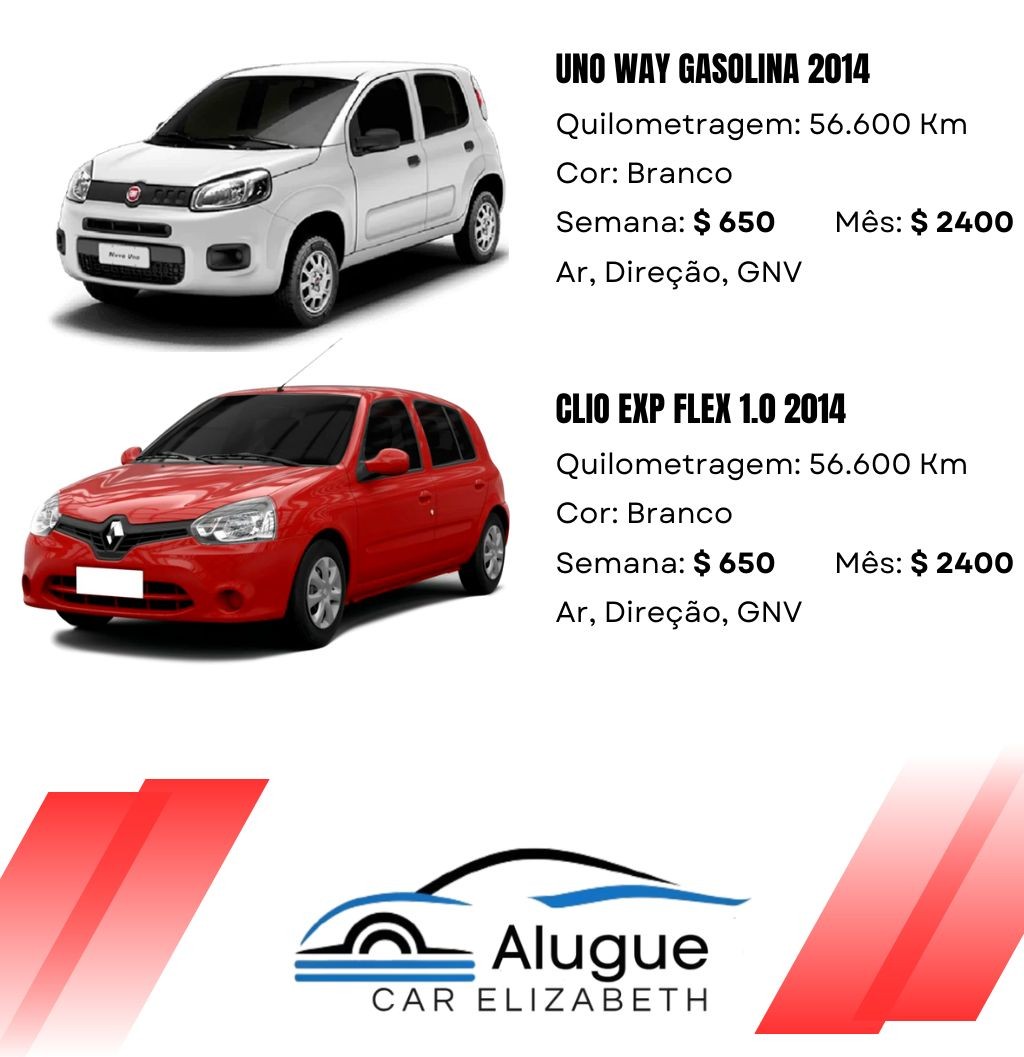 UNO WAY GASOLINA 2014
Quilometragem: 56.600 Km
Cor: Branco
Semana: $ 650 Mês: $ 2400
Ar, Direção, GNV
Novo Uno
CLIO EXP FLEX 1.0 2014
Quilometragem: 56.600 Km
Cor: Branco
Semana: $ 650 Mês: $ 2400
Ar, Direção, GNV
Alugue
CAR ELIZABETH